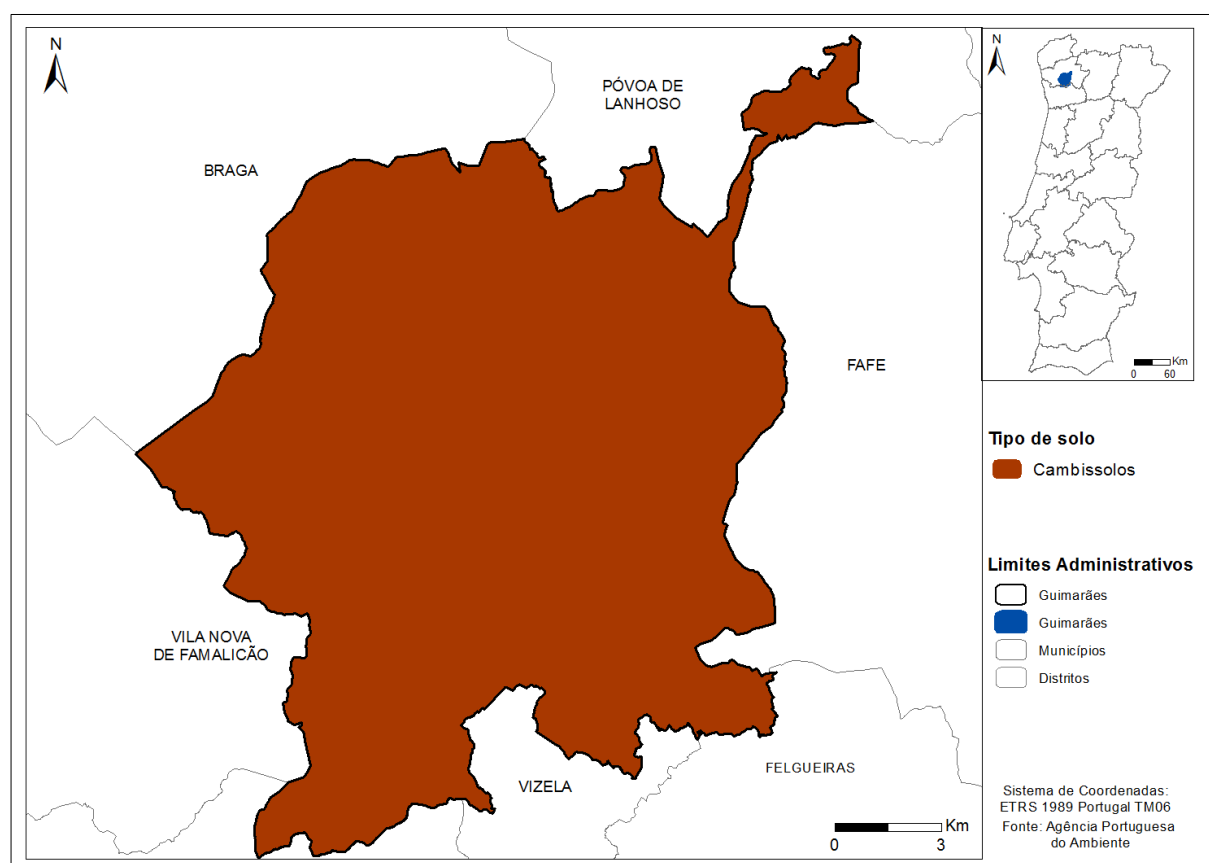 N
PÓVOA DE
LANHOSO
BRAGA
FAFE
VILA NOVA
DE FAMALICÃO
VIZELA
FELGUEIRAS
Km
0 3
N
Km
0 60
Tipo de solo
Cambissolos
Limites Administrativos
Guimarães
Guimarães
Municípios
Distritos
Sistema de Coordenadas:
ETRS 1989 Portugal TM06
Fonte: Agência Portuguesa
do Ambiente